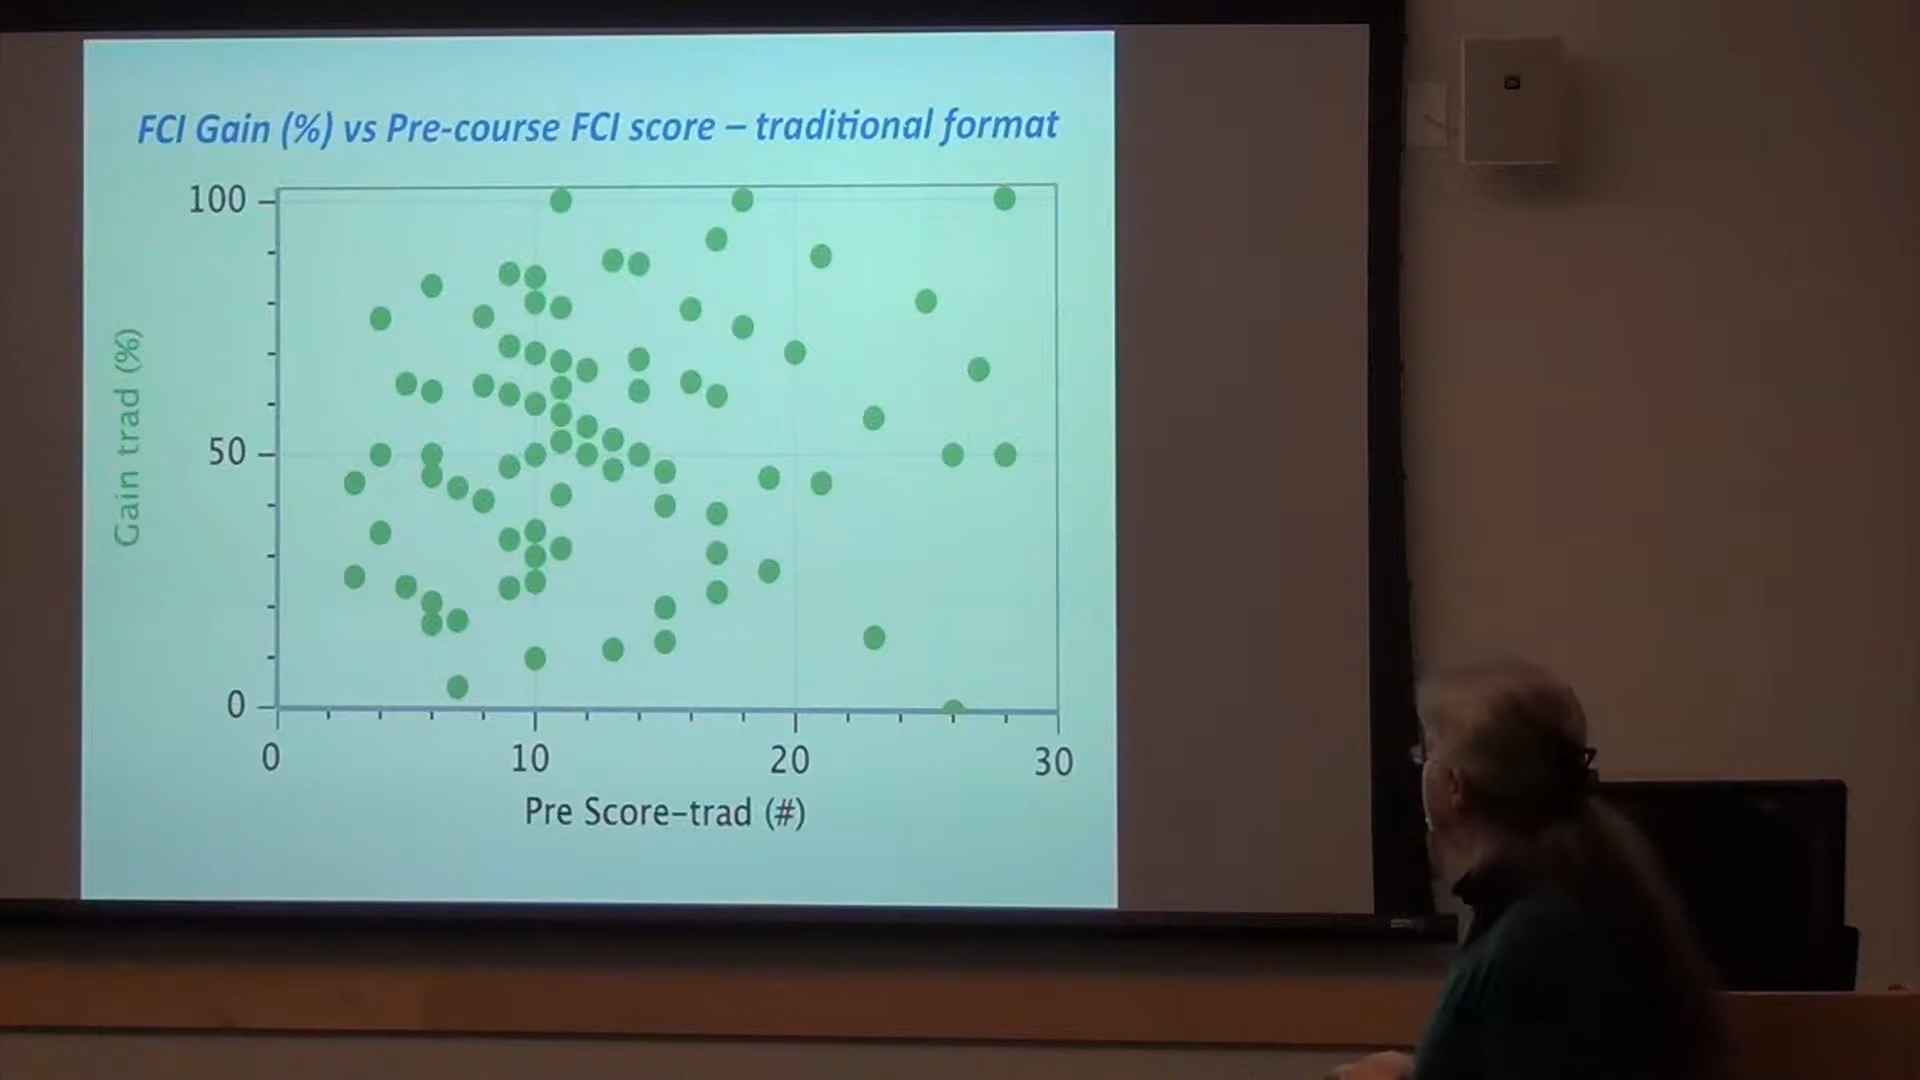 FCI Gain (%) vs Pre-course FCI score – traditional format
100
50
0
Gain trad (%)
0 10 20 30
Pre Score-trad (#)